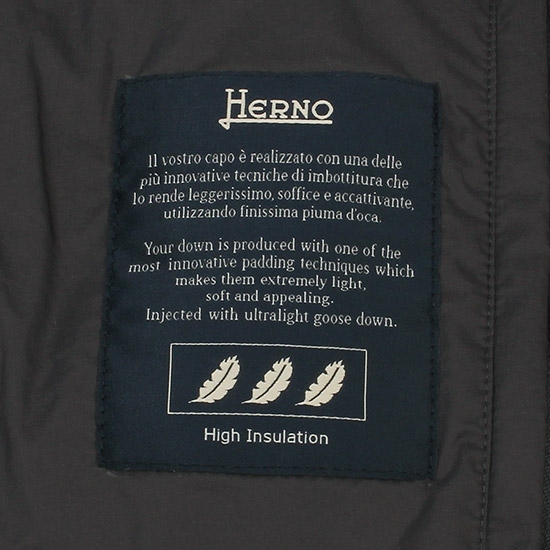 HERNO
Il vostro capo è realizzato con una delle
più innovative tecniche di imbottitura che
lo rende leggerissimo, soffice e accattivante,
utilizzando finissima piuma d'oca.
Your down is produced with one of the
most innovative padding techniques which
makes them extremely light,
soft and appealing.
Injected with ultralight goose down.
High Insulation